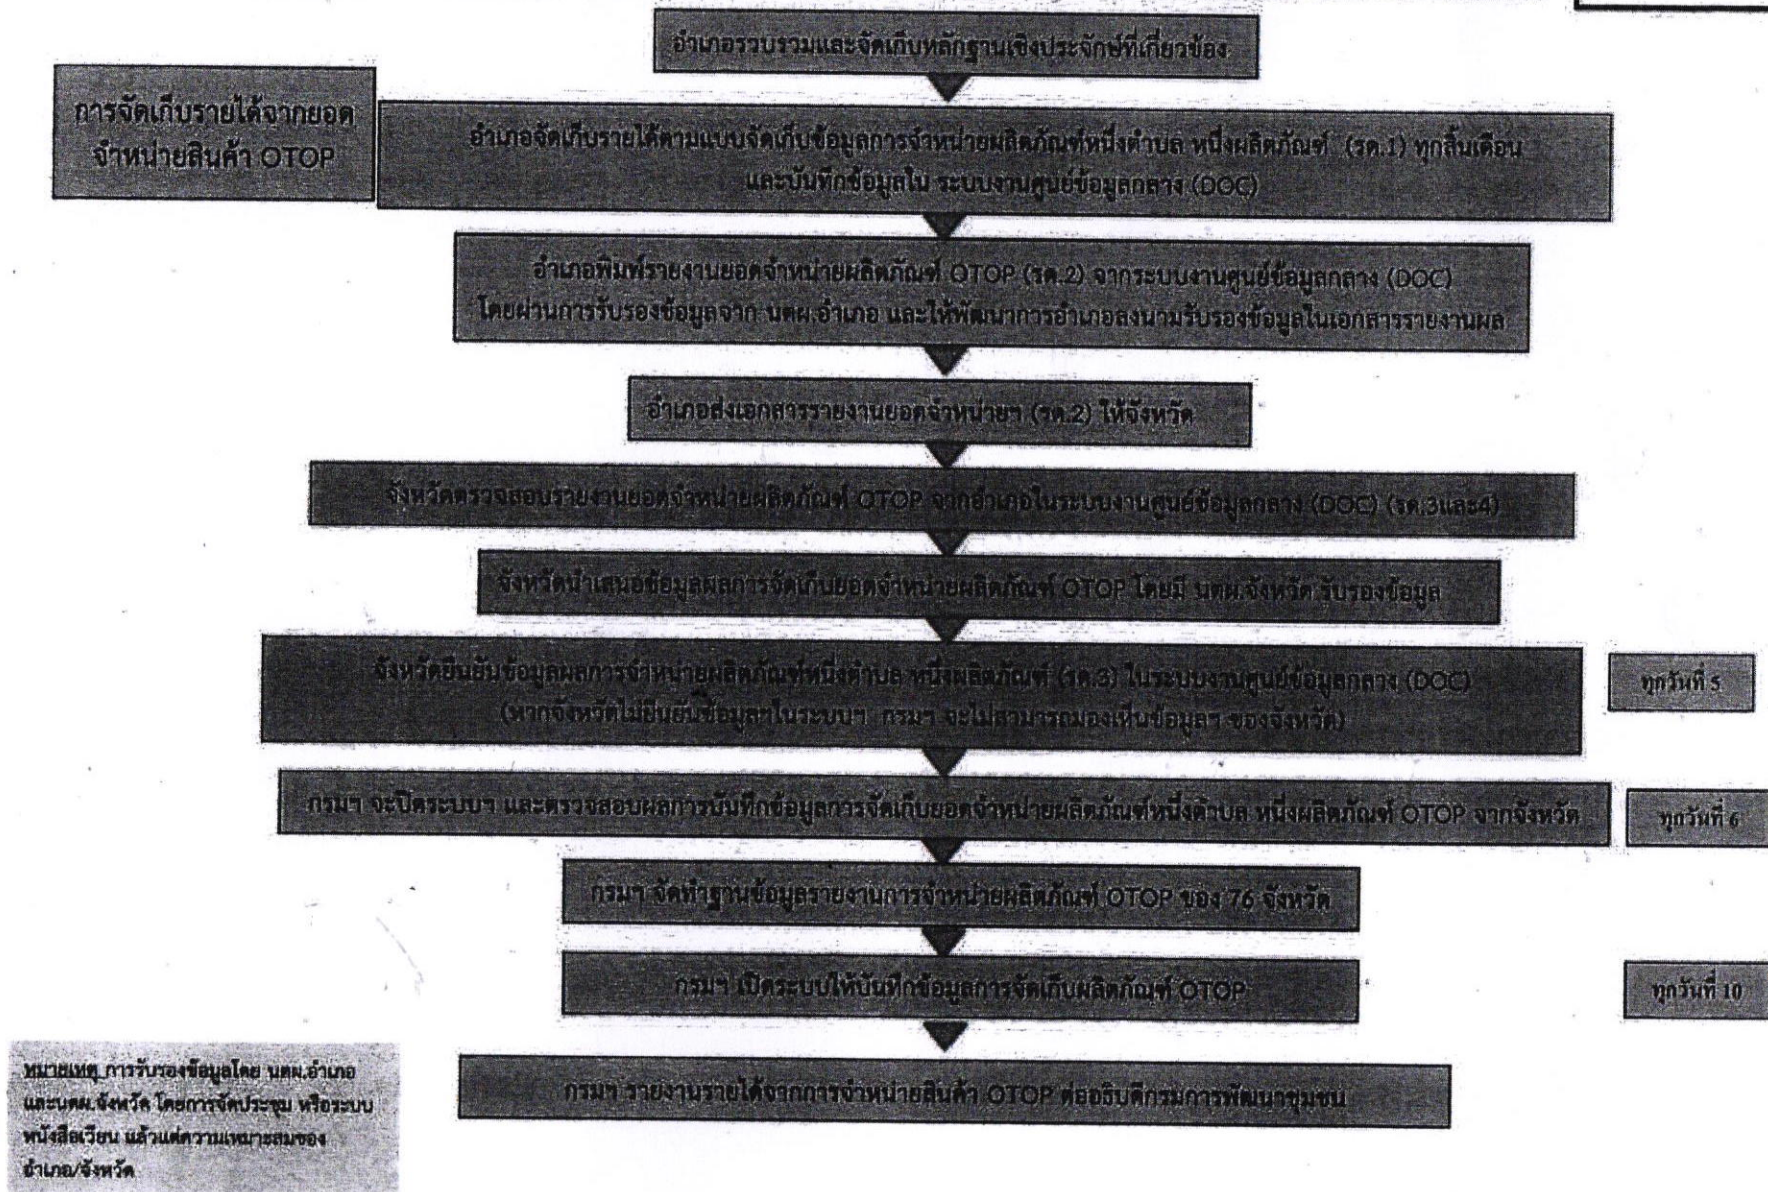 อำเภอรวบรวมและจัดเก็บหลักฐานเชิงประจักษ์ที่เกี่ยวข้อง
การจัดเก็บรายได้จากยอด
จำหน่ายสินค้า OTOP
อำเภอจัดเก็บรายได้ตามแบบจัดเก็บข้อมูลการจำหน่ายผลิตภัณฑ์หนึ่งตำบล หนึ่งผลิตภัณฑ์ (รด.1) ทุกสิ้นเดือน
และบันทึกข้อมูลใน ระบบงานศูนย์ข้อมูลกลาง (DOC)
อำเภอพิมพ์รายงานยอดจำหน่ายผลิตภัณฑ์ OTOP (รด.2) จากระบบงานศูนย์ข้อมูลกลาง (DOC)
โดยผ่านการรับรองข้อมูลจาก นตผ.อำเภอ และให้พัฒนาการอำเภอลงนามรับรองข้อมูลในเอกสารรายงานผล
อำเภอส่งเอกสารรายงานยอดจำหน่ายฯ (รด.2) ให้จังหวัด
จังหวัดตรวจสอบรายงานยอดจำหน่ายผลิตภัณฑ์ OTOP จากอำเภอในระบบงานศูนย์ข้อมูลกลาง (DOC) (รด.3และ4)
จังหวัดนำเสนอข้อมูลผลการจัดเก็บยอดจำหน่ายผลิตภัณฑ์ OTOP โดยมี นตผ.จังหวัด รับรองข้อมูล
จังหวัดยืนยันข้อมูลผลการจำหน่ายผลิตภัณฑ์หนึ่งตำบล หนึ่งผลิตภัณฑ์ (รด.3) ในระบบงานศูนย์ข้อมูลกลาง (DOC)
(หากจังหวัดไม่ยืนยันข้อมูลฯในระบบฯ กรมฯ จะไม่สามารถมองเห็นข้อมูลฯ ของจังหวัด)
ทุกวันที่ 5
กรมฯ จะปิดระบบฯ และตรวจสอบผลการบันทึกข้อมูลการจัดเก็บยอดจำหน่ายผลิตภัณฑ์หนึ่งตำบล หนึ่งผลิตภัณฑ์ OTOP จากจังหวัด
ทุกวันที่ 6
กรมฯ จัดทำฐานข้อมูลรายงานการจำหน่ายผลิตภัณฑ์ OTOP ของ 76 จังหวัด
กรมฯ เปิดระบบให้บันทึกข้อมูลการจัดเก็บผลิตภัณฑ์ OTOP
ทุกวันที่ 10
กรมฯ รายงานรายได้จากการจำหน่ายสินค้า OTOP ต่ออธิบดีกรมการพัฒนาชุมชน
หมายเหตุ การรับรองข้อมูลโดย นตผ.อำเภอ
และนตผ.จังหวัด โดยการจัดประชุม หรือระบบ
หนังสือเวียน แล้วแต่ความเหมาะสมของ
อำเภอ/จังหวัด